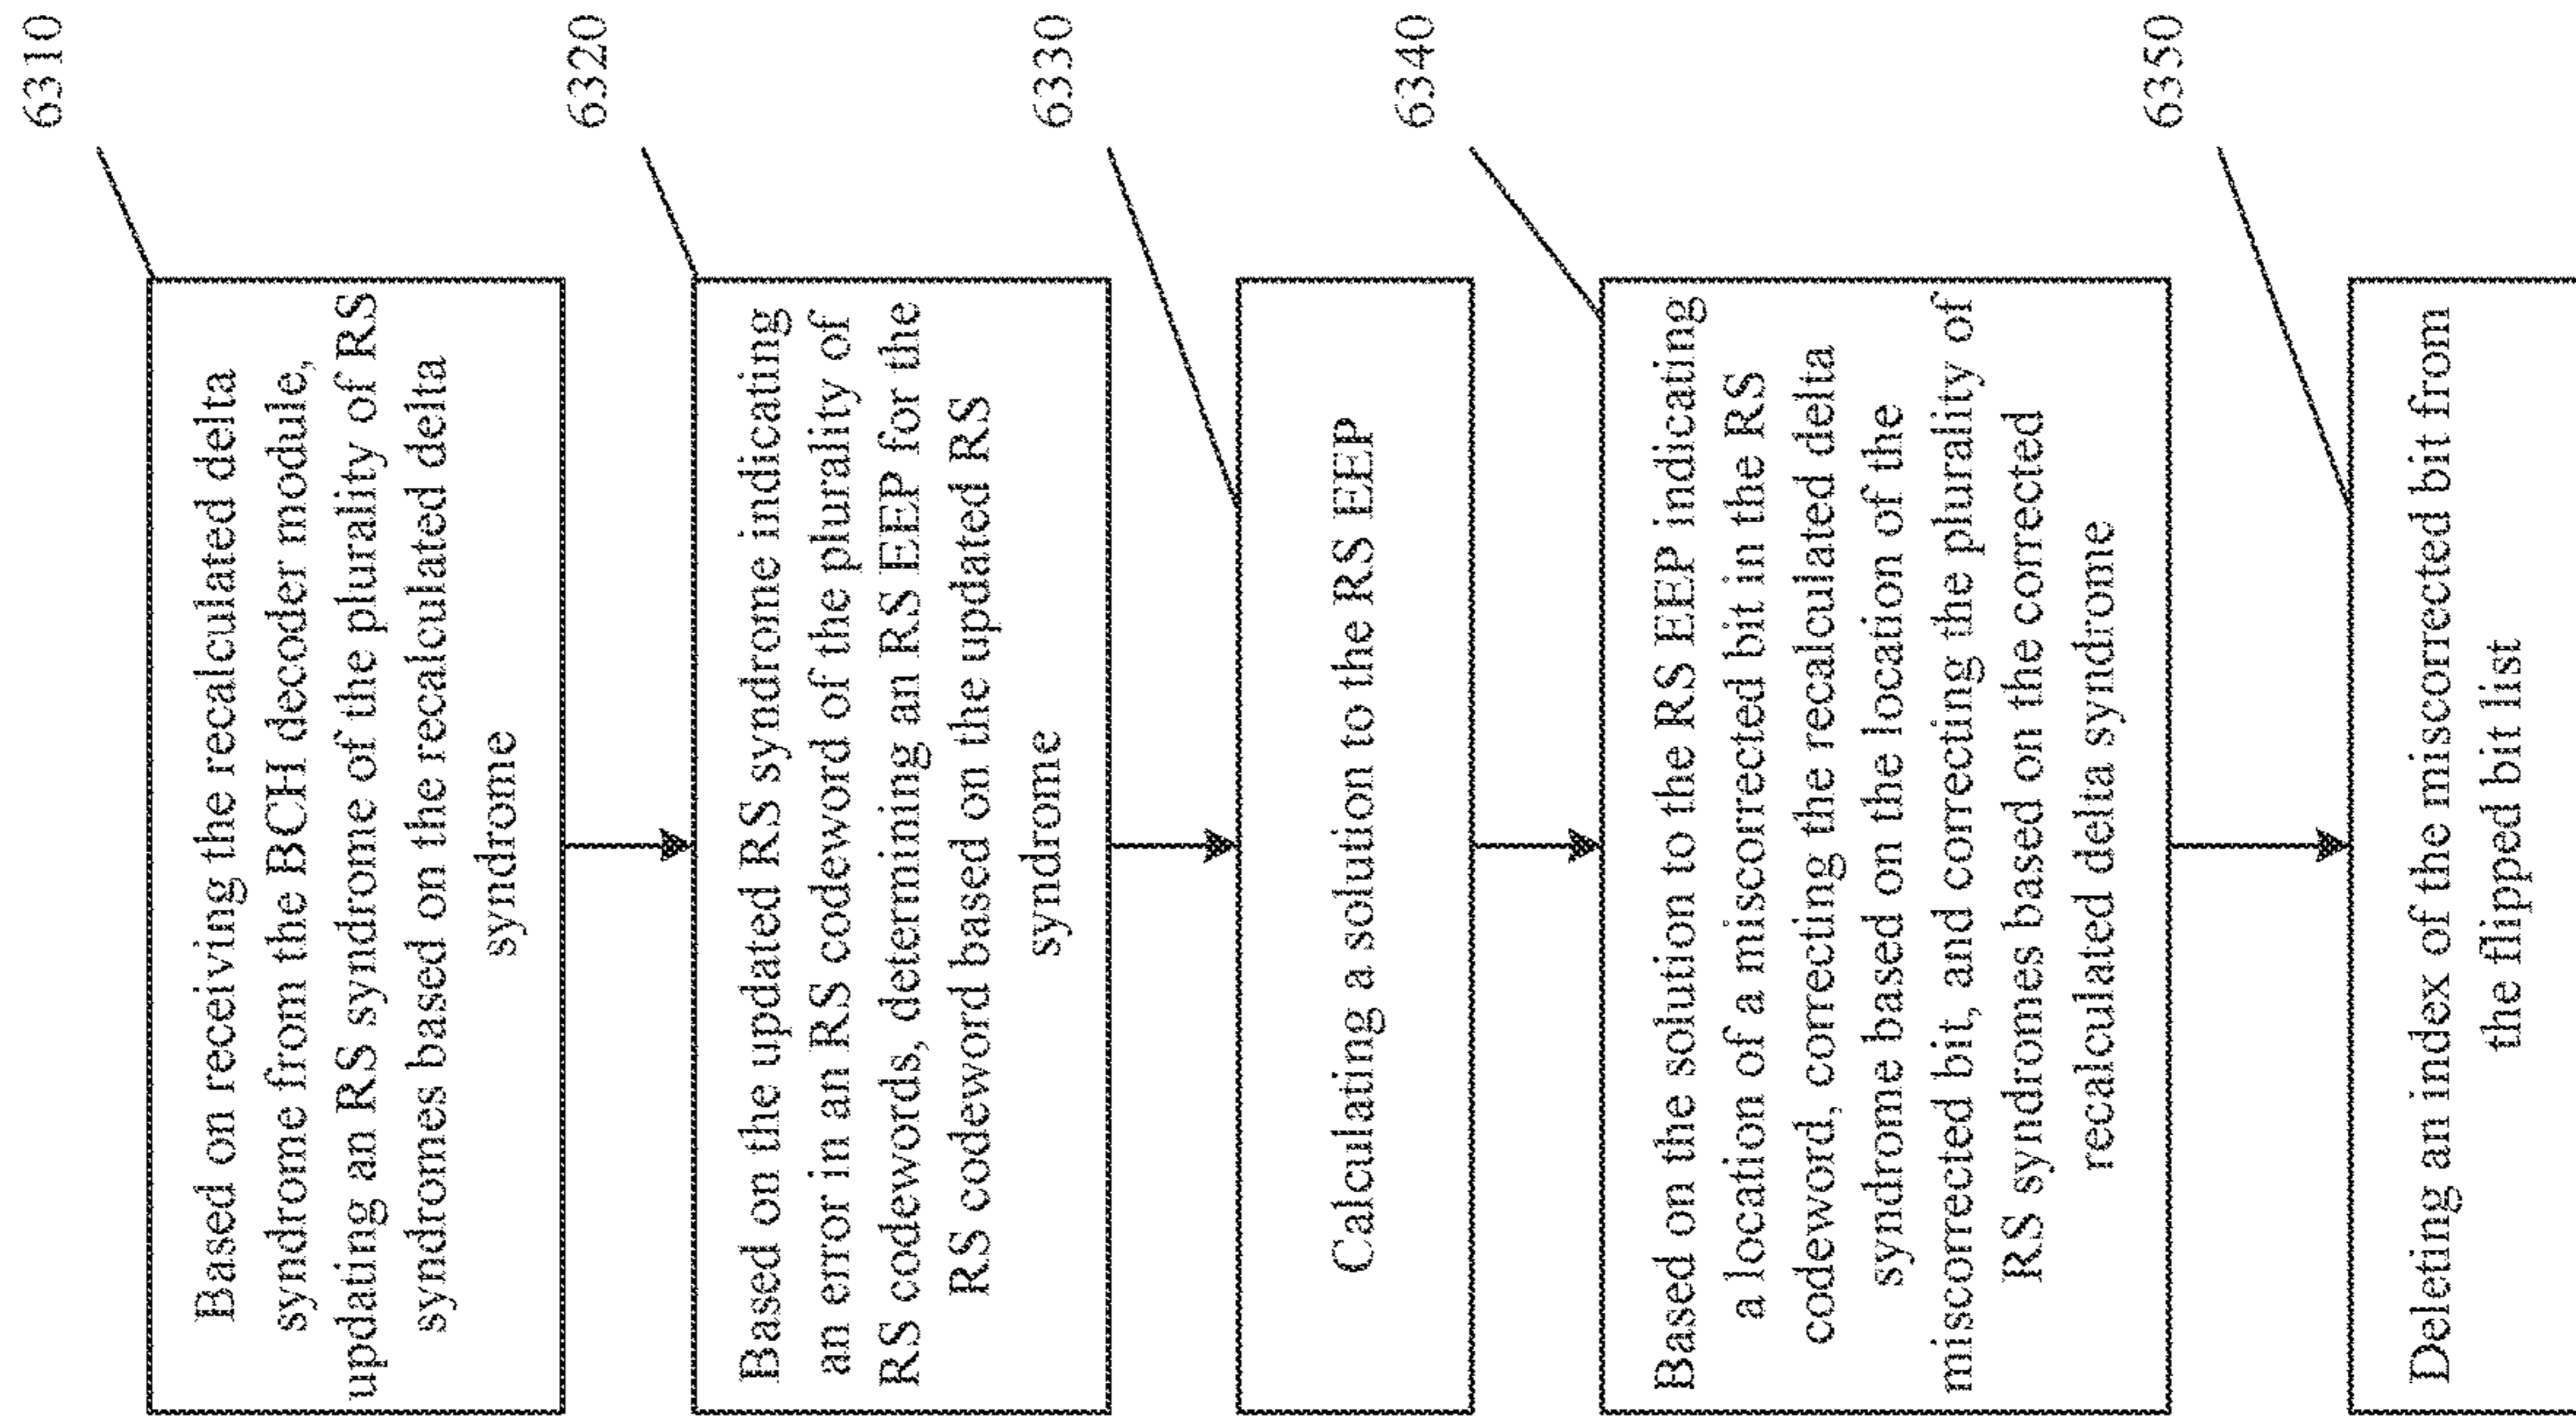 6310
Based on receiving the recalculated delta
syndrome from the BCH decoder module,
updating an RS syndrome of the plurality of RS
syndromes based on the recalculated delta
syndrome
6320
Based on the updated RS syndrome indicating
an error in an RS codeword of the plurality of
RS codewords, determining an RS EEP for the
RS codeword based on the updated RS
syndrome
6330
Calculating a solution to the RS EEP
6340
Based on the solution to the RS EEP indicating
a location of a miscorrected bit in the RS
codeword, correcting the recalculated delta
syndrome based on the location of the
miscorrected bit, and correcting the plurality of
RS syndromes based on the corrected
recalculated delta syndrome
6350
Deleting an index of the miscorrected bit from
the flipped bit list